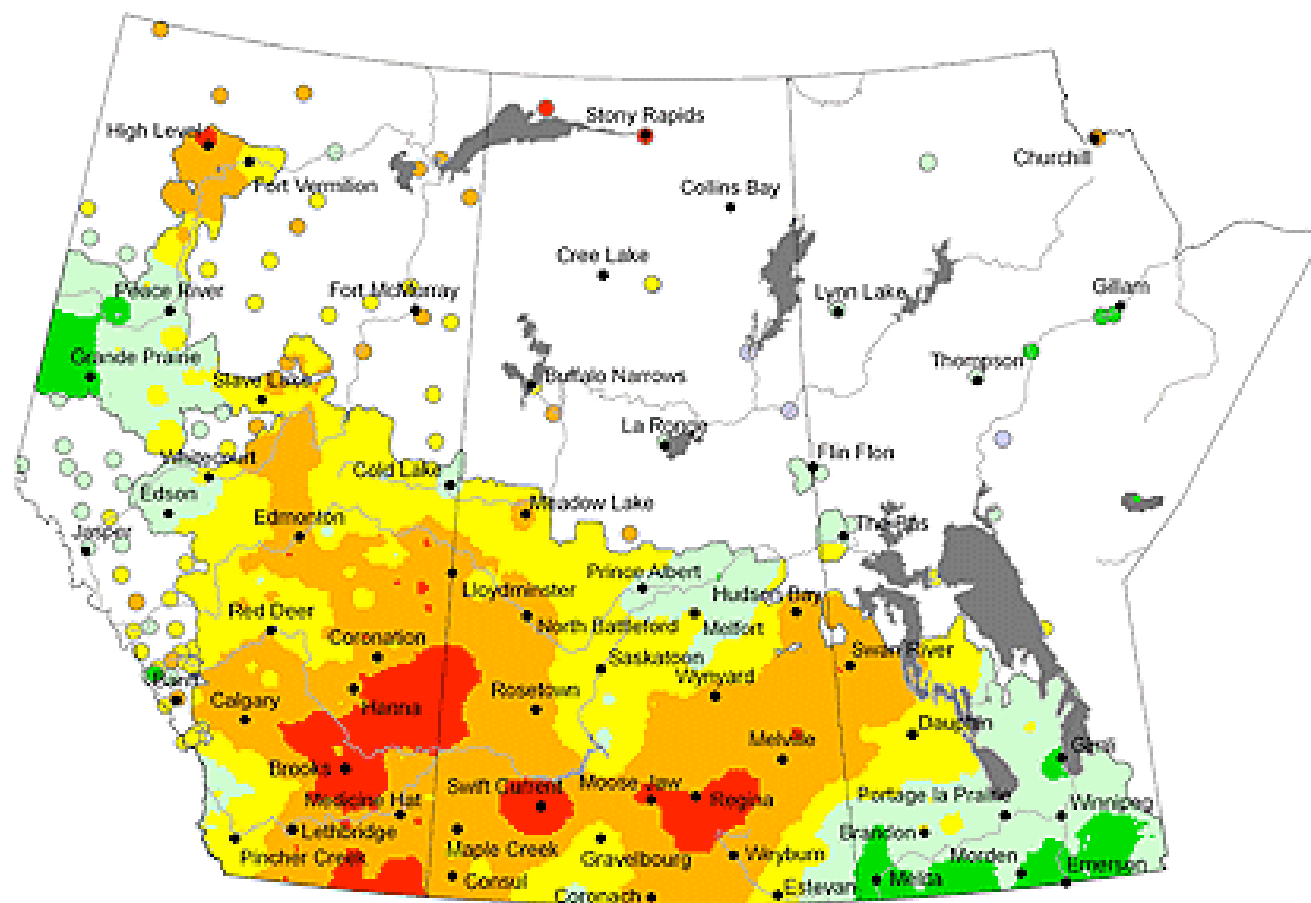 Stony Rapids
High Level
Churchill
Fort Vermilion
Collins Bay
Cree Lake
Peace River
Fort McMurray
Lynn Lake
Gillam
Grande Prairie
Thompson
Slave Lake
Buffalo Narrows
La Ronge
Whitecourt
Cold Lake
Flin Flon
Edson
Meadow Lake
Edmonton
The Pas
Jasper
Prince Albert
Lloydminster
Hudson Bay
Red Deer
North Battleford
Melfort
Coronation
Saskatoon
Swan River
Banff
Wynyard
Calgary
Hanna
Rosetown
Dauphin
Melville
Gimli
Brooks
Swift Current
Moose Jaw
Regina
Medicine Hat
Portage la Prairie
Winnipeg
Lethbridge
Brandon
Pincher Creek
Maple Creek
Gravelbourg
Weyburn
Morden
Emerson
Consul
Coronach
Estevan
Melita